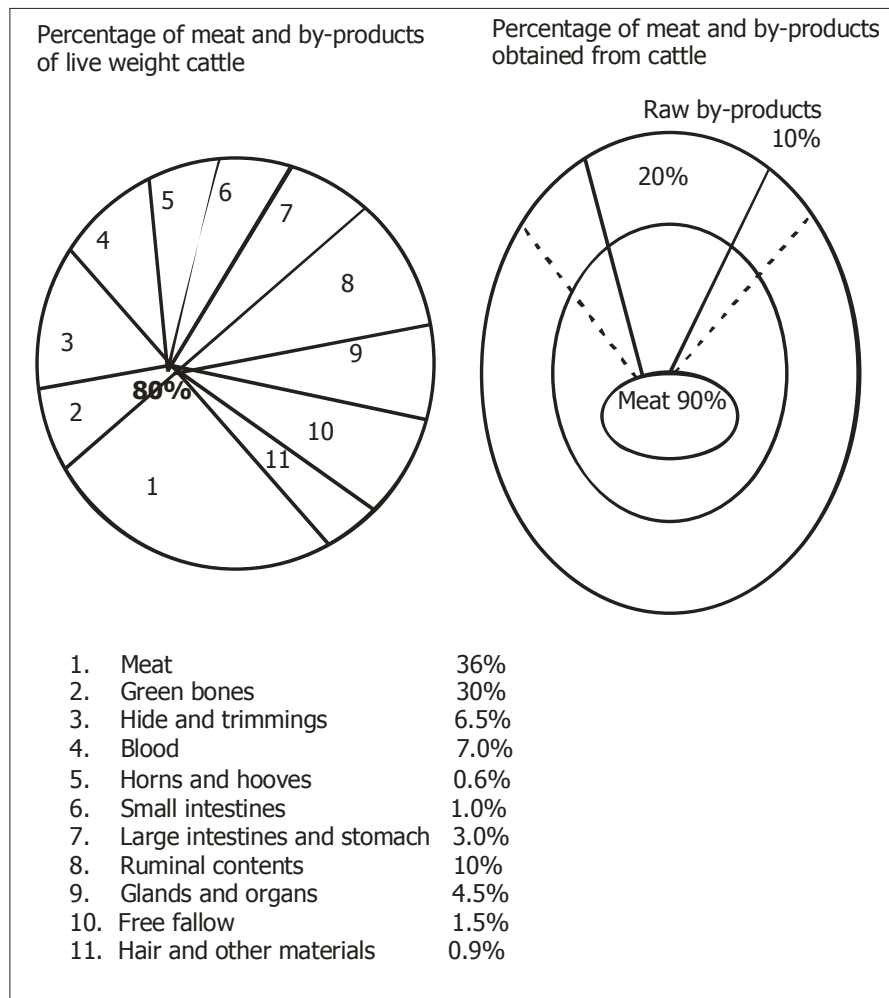 Percentage of meat and by-products
of live weight cattle
Percentage of meat and by-products
obtained from cattle
Raw by-products
10%
20%
Meat 90%
5
6
7
4
8
3
9
80%
2
10
11
1
1. Meat 36%
2. Green bones 30%
3. Hide and trimmings 6.5%
4. Blood 7.0%
5. Horns and hooves 0.6%
6. Small intestines 1.0%
7. Large intestines and stomach 3.0%
8. Ruminal contents 10%
9. Glands and organs 4.5%
10. Free fallow 1.5%
11. Hair and other materials 0.9%